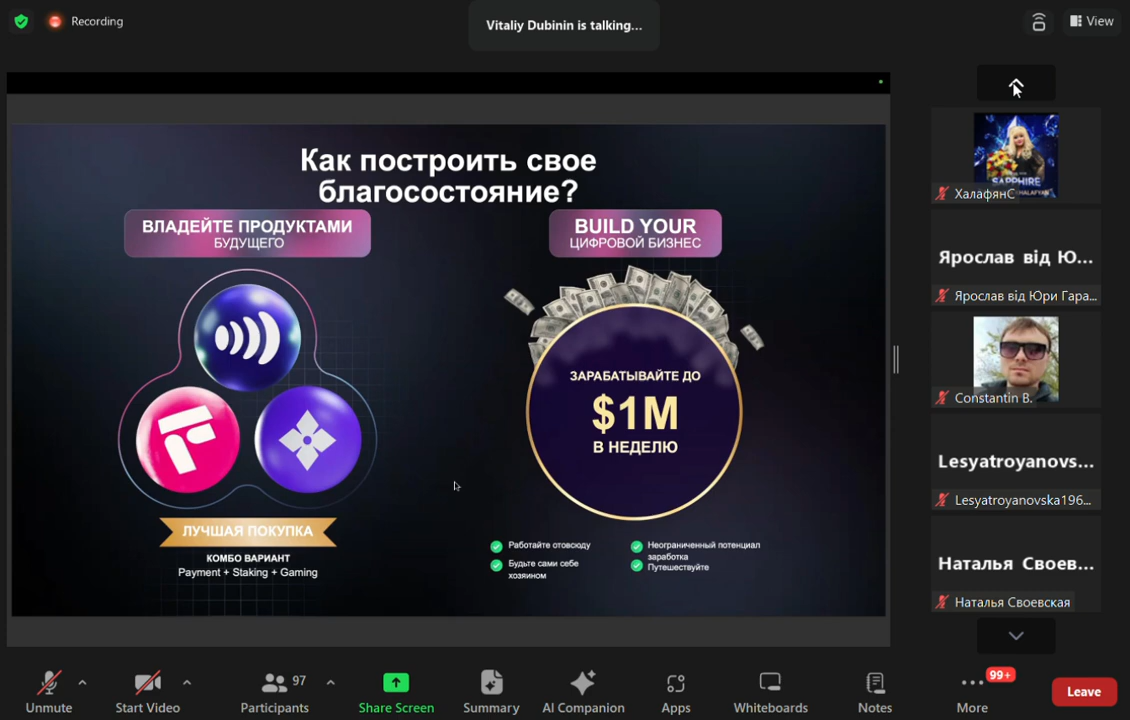 Recording
Vitaliy Dubinin is talking...
View
Как построить свое
благосостояние?
ВЛАДЕЙТЕ ПРОДУКТАМИ
БУДУЩЕГО
BUILD YOUR
ЦИФРОВОЙ БИЗНЕС
ЗАРАБАТЫВАЙТЕ ДО
$1M
В НЕДЕЛЮ
ЛУЧШАЯ ПОКУПКА
КОМБО ВАРИАНТ
Payment + Staking + Gaming
Работайте отовсюду
Будьте сами себе
хозяином
Неограниченный потенциал
заработка
Путешествуйте
SAPPHIRE
ХалафянС
Ярослав від Ю...
Ярослав від Юри Гара...
Constantin B.
Lesyatroyanovs...
Lesyatroyanovska196...
Наталья Своев...
Наталья Своевская
Unmute
Start Video
97
Participants
Share Screen
Summary
AI Companion
Apps
Whiteboards
Notes
99+
More
Leave